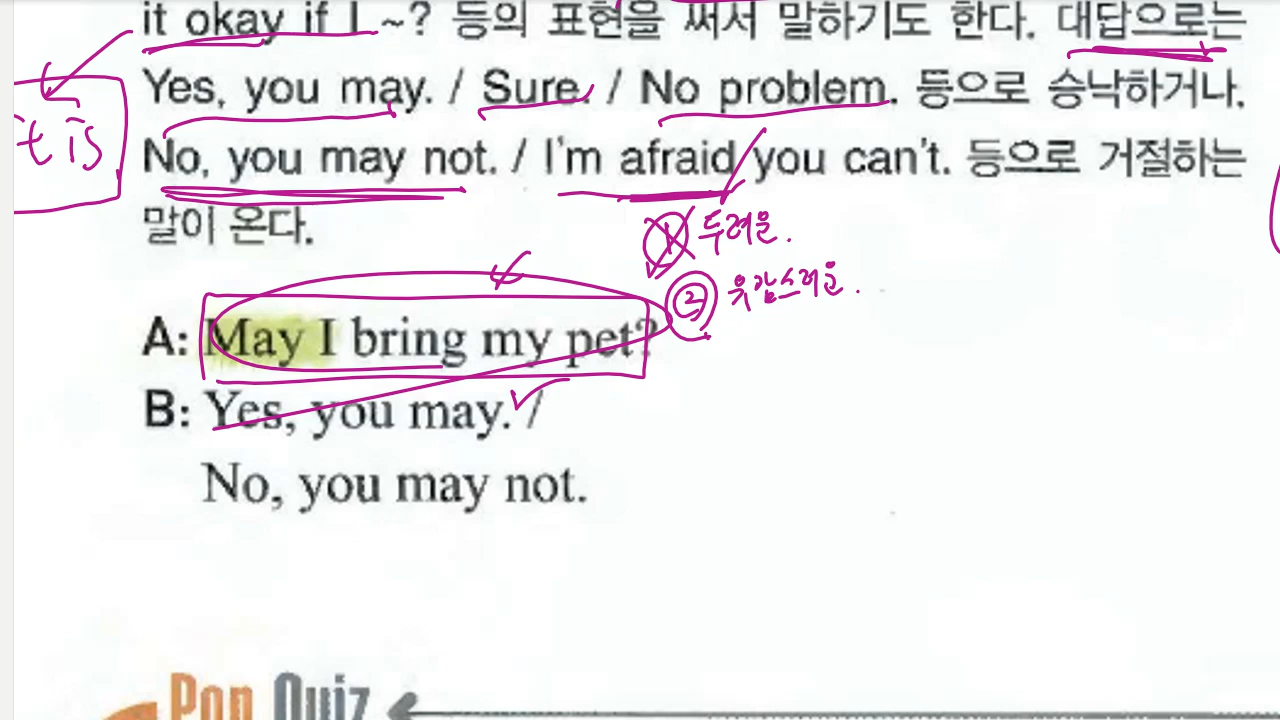 it okay if I ~? 등의 표현을 써서 말하기도 한다. 대답으로는
Yes, you may. / Sure. / No problem. 등으로 승낙하거나,
t is
No, you may not. / I'm afraid you can't. 등으로 거절하는
말이 온다.
① 두려운.
② 유감스러운.
A: May I bring my pet?
B: Yes, you may. /
No, you may not.
Pop Quiz